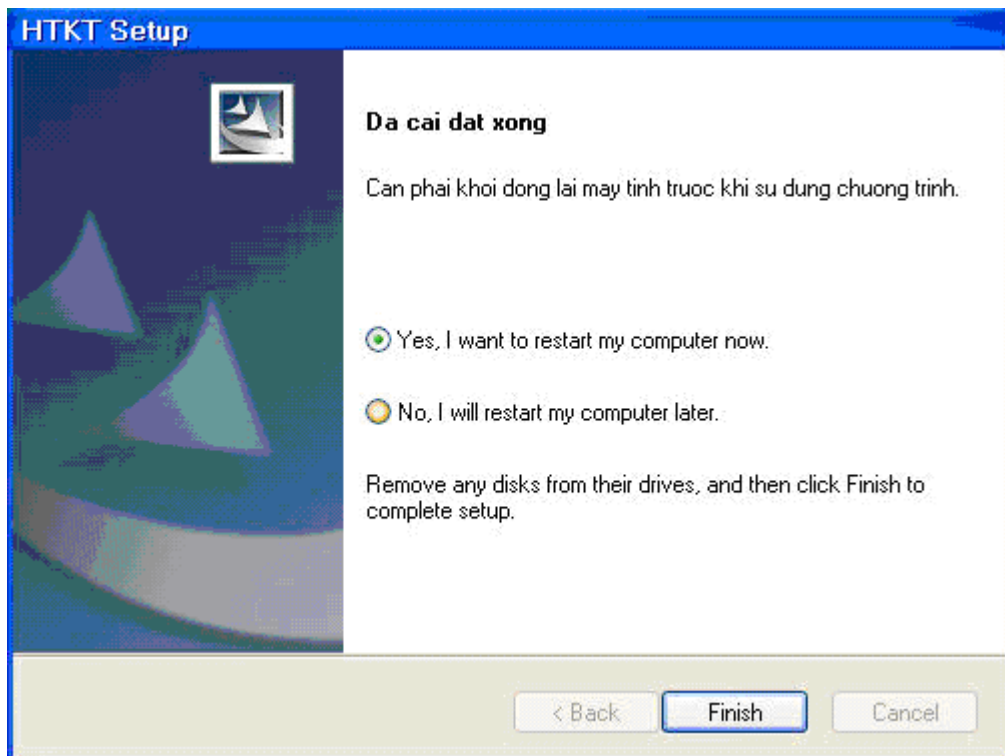 HTKT Setup
Da cai dat xong
Can phai khoi dong lai may tinh truoc khi su dung chuong trinh.
Yes, I want to restart my computer now.
No, I will restart my computer later.
Remove any disks from their drives, and then click Finish to
complete setup.
< Back Finish Cancel